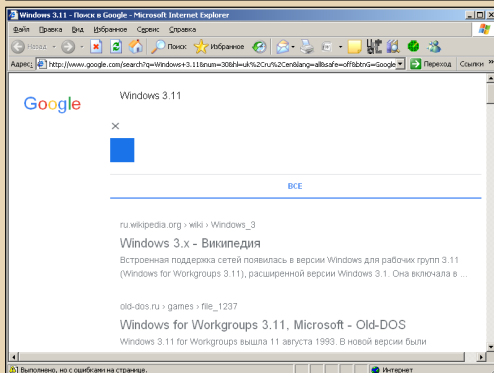 Windows 3.11 - Поиск в Google - Microsoft Internet Explorer
Файл Правка Вид Избранное Сервис Справка
Назад Поиск Избранное
Адрес: http://www.google.com/search?q=Windows+3.11&num=30&hl=uk%2Cru%2Cen&lang=all&safe=off&btnG=Google Переход Ссылки »
Google
Windows 3.11
×
ВСЕ
ru.wikipedia.org › wiki › Windows_3
Windows 3.x - Википедия
Встроенная поддержка сетей появилась в версии Windows для рабочих групп 3.11
(Windows for Workgroups 3.11), расширенной версии Windows 3.1. Она включала в ...
old-dos.ru › games › file_1237
Windows for Workgroups 3.11, Microsoft - Old-DOS
Windows 3.11 for Workgroups вышла 11 августа 1993. В новой версии были
Выполнено, но с ошибками на странице. Интернет